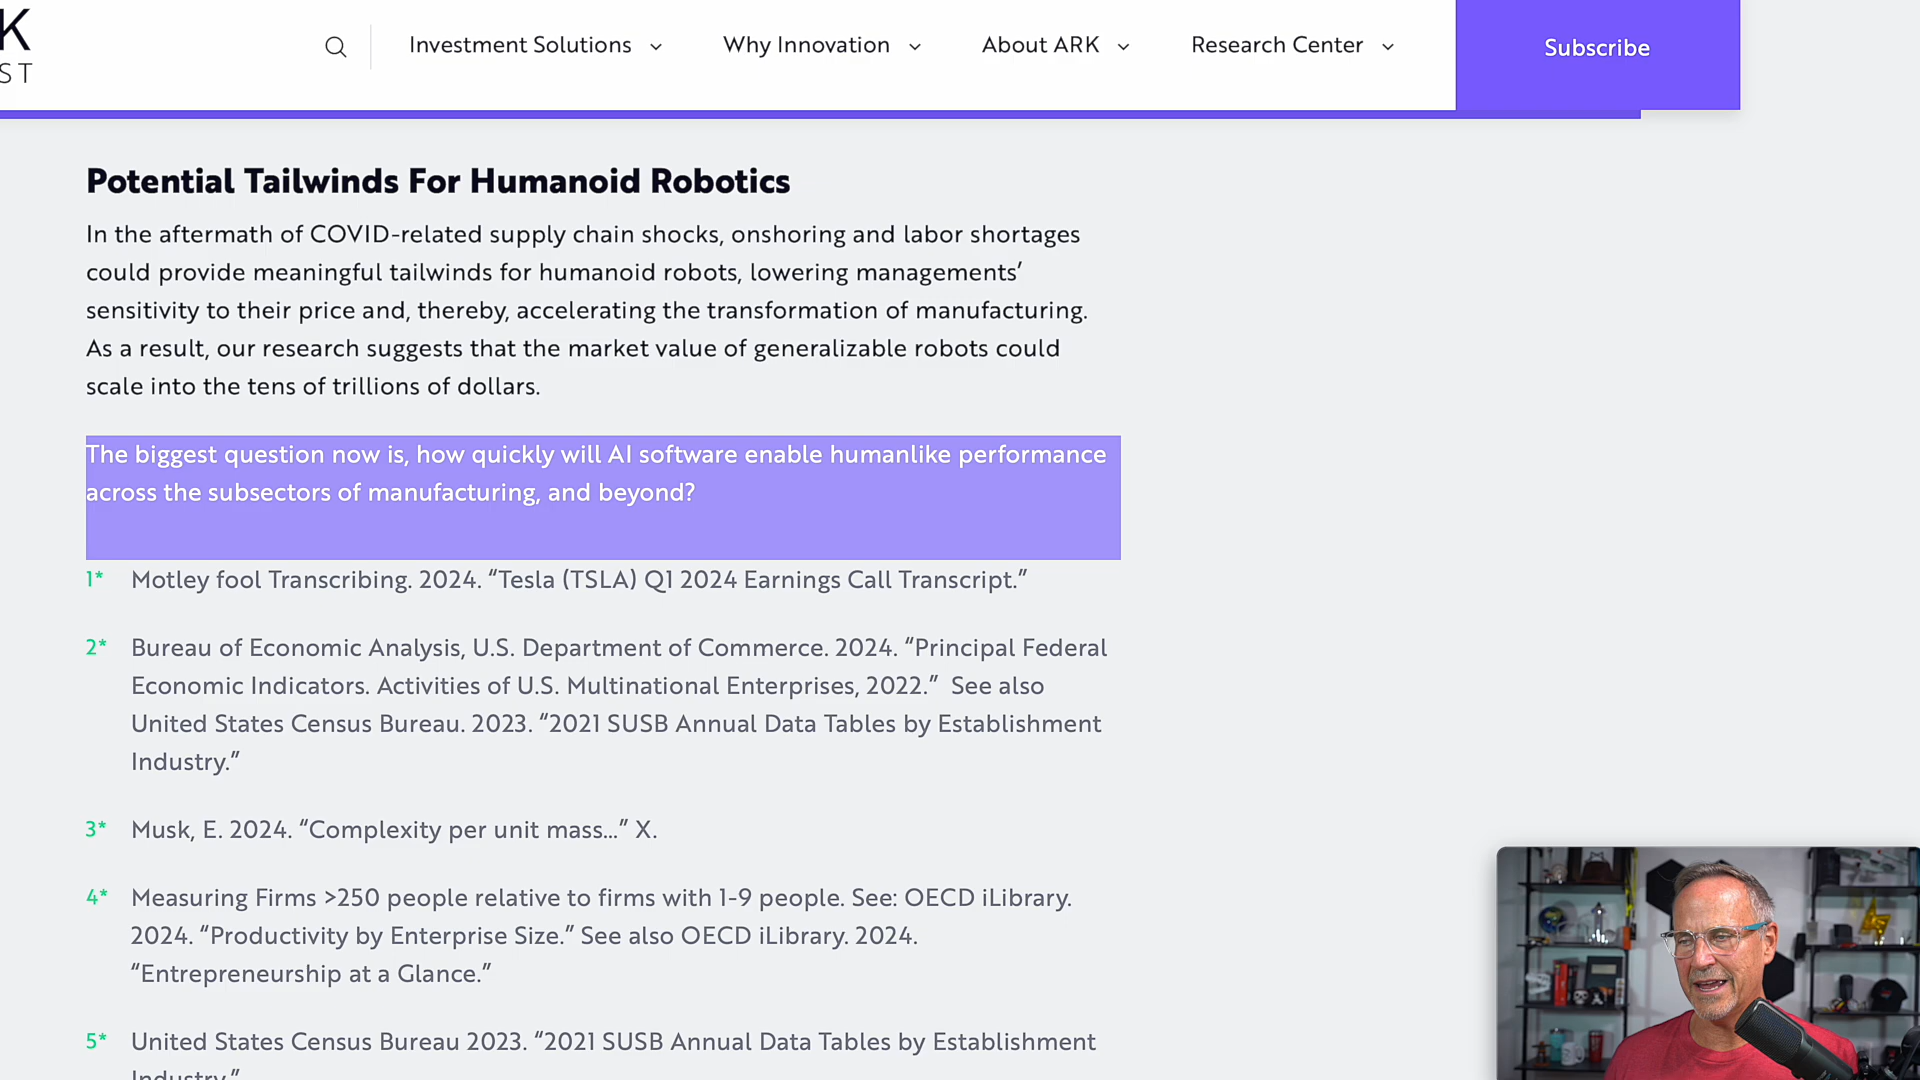 K
ST
Investment Solutions
Why Innovation
About ARK
Research Center
Subscribe
Potential Tailwinds For Humanoid Robotics
In the aftermath of COVID-related supply chain shocks, onshoring and labor shortages
could provide meaningful tailwinds for humanoid robots, lowering managements’
sensitivity to their price and, thereby, accelerating the transformation of manufacturing.
As a result, our research suggests that the market value of generalizable robots could
scale into the tens of trillions of dollars.
The biggest question now is, how quickly will AI software enable humanlike performance
across the subsectors of manufacturing, and beyond?
1* Motley fool Transcribing. 2024. “Tesla (TSLA) Q1 2024 Earnings Call Transcript.”
2* Bureau of Economic Analysis, U.S. Department of Commerce. 2024. “Principal Federal
Economic Indicators. Activities of U.S. Multinational Enterprises, 2022.” See also
United States Census Bureau. 2023. “2021 SUSB Annual Data Tables by Establishment
Industry.”
3* Musk, E. 2024. “Complexity per unit mass…” X.
4* Measuring Firms >250 people relative to firms with 1-9 people. See: OECD iLibrary.
2024. “Productivity by Enterprise Size.” See also OECD iLibrary. 2024.
“Entrepreneurship at a Glance.”
5* United States Census Bureau 2023. “2021 SUSB Annual Data Tables by Establishment
Industry.”